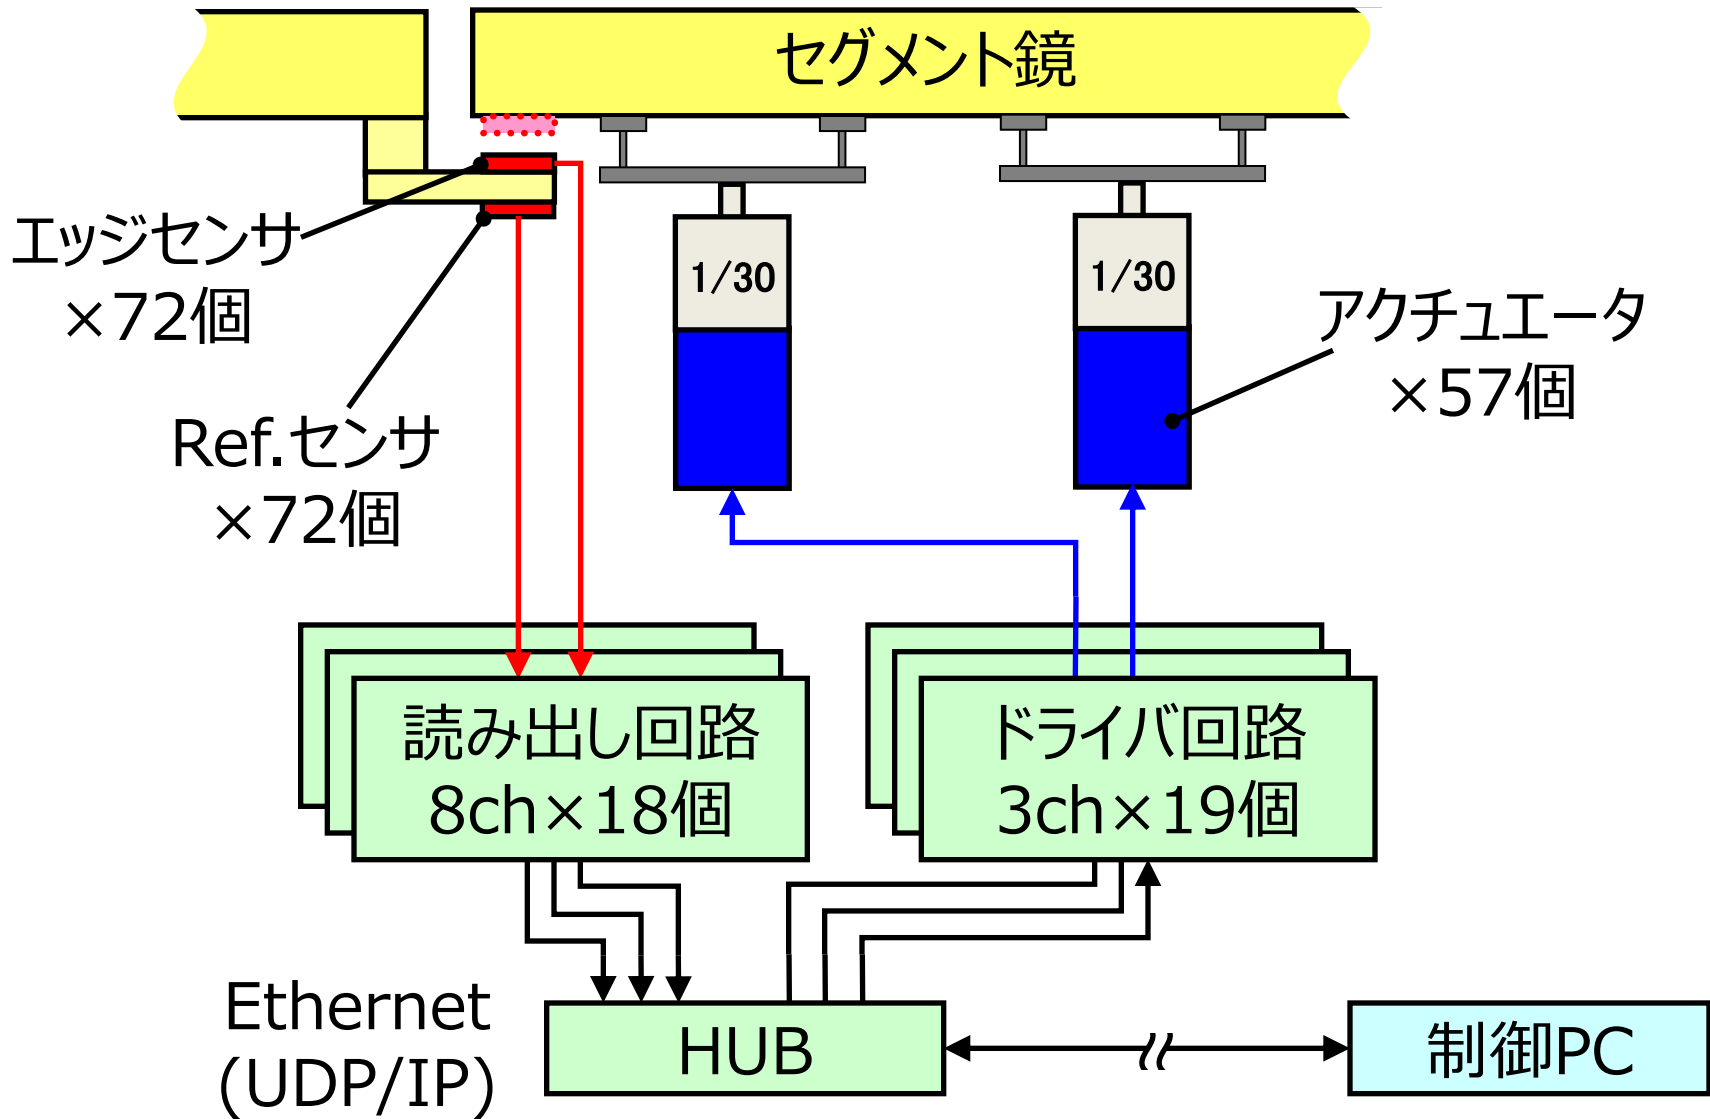 セグメント鏡
エッジセンサ
×72個
1/30
1/30
アクチュエータ
×57個
Ref.センサ
×72個
読み出し回路
8ch×18個
ドライバ回路
3ch×19個
Ethernet
(UDP/IP)
HUB
制御PC